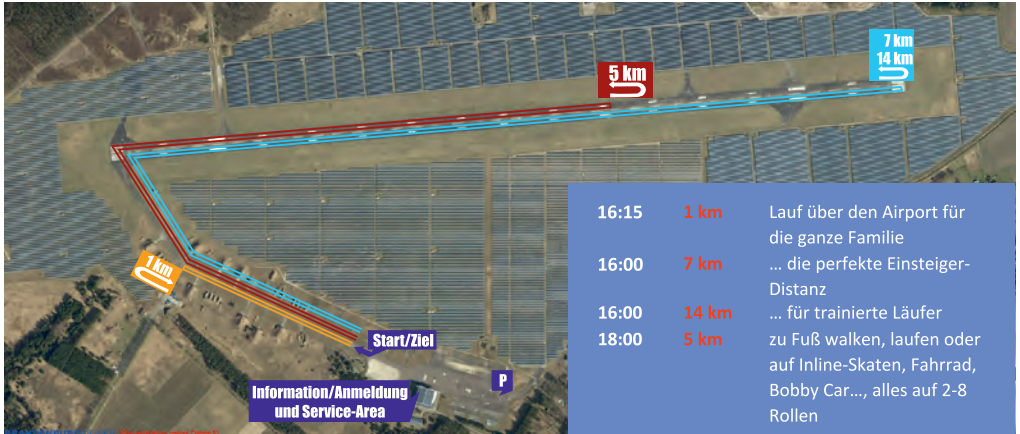 7 km
14 km
5 km
1 km
Start/Ziel
P
Information/Anmeldung
und Service-Area
16:15 1 km Lauf über den Airport für
die ganze Familie
16:00 7 km ... die perfekte Einsteiger-
Distanz
16:00 14 km ... für trainierte Läufer
18:00 5 km zu Fuß walken, laufen oder
auf Inline-Skaten, Fahrrad,
Bobby Car..., alles auf 2-8
Rollen